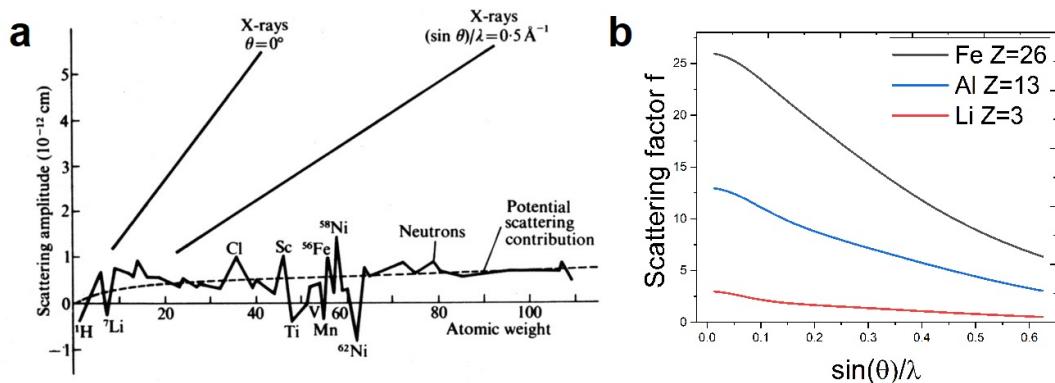 a
X-rays
θ=0°
X-rays
(sin θ)/λ=0·5 Å⁻¹
Scattering amplitude (10⁻¹² cm)
5
4
3
2
1
0
−1
¹H
⁷Li
Cl
Sc
Ti
V
Mn
⁵⁶Fe
⁵⁸Ni
⁶²Ni
Neutrons
Potential
scattering
contribution
20
40
60
80
100
Atomic weight
b
Scattering factor f
25
20
15
10
5
0
Fe Z=26
Al Z=13
Li Z=3
0.0
0.1
0.2
0.3
0.4
0.5
0.6
sin(θ)/λ